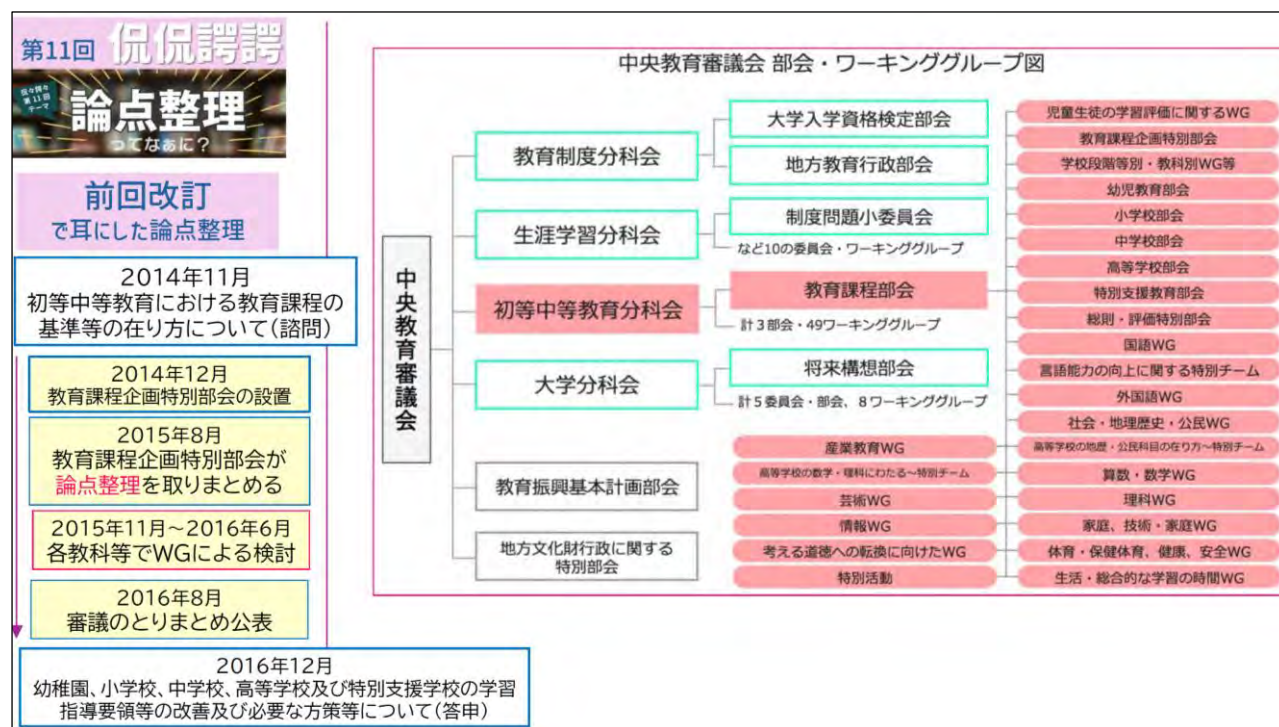 第11回 侃侃諤諤
侃々諤々
第11回
テーマ
論点整理
ってなぁに?
前回改訂
で耳にした論点整理
2014年11月
初等中等教育における教育課程の
基準等の在り方について(諮問)
2014年12月
教育課程企画特別部会の設置
2015年8月
教育課程企画特別部会が
論点整理を取りまとめる
2015年11月~2016年6月
各教科等でWGによる検討
2016年8月
審議のとりまとめ公表
2016年12月
幼稚園、小学校、中学校、高等学校及び特別支援学校の学習
指導要領等の改善及び必要な方策等について(答申)
中央教育審議会 部会・ワーキンググループ図
中央教育審議会
教育制度分科会
生涯学習分科会
初等中等教育分科会
大学分科会
教育振興基本計画部会
地方文化財行政に関する
特別部会
大学入学資格検定部会
地方教育行政部会
制度問題小委員会
など10の委員会・ワーキンググループ
教育課程部会
計3部会・49ワーキンググループ
将来構想部会
計5委員会・部会、8ワーキンググループ
産業教育WG
高等学校の数学・理科にわたる~特別チーム
芸術WG
情報WG
考える道徳への転換に向けたWG
特別活動
児童生徒の学習評価に関するWG
教育課程企画特別部会
学校段階等別・教科別WG等
幼児教育部会
小学校部会
中学校部会
高等学校部会
特別支援教育部会
総則・評価特別部会
国語WG
言語能力の向上に関する特別チーム
外国語WG
社会・地理歴史・公民WG
高等学校の地歴・公民科目の在り方~特別チーム
算数・数学WG
理科WG
家庭、技術・家庭WG
体育・保健体育、健康、安全WG
生活・総合的な学習の時間WG